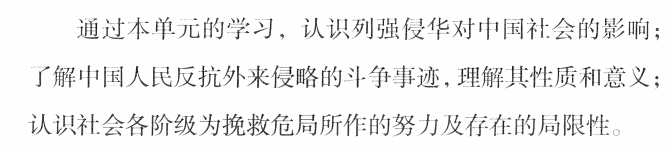 通过本单元的学习，认识列强侵华对中国社会的影响；
了解中国人民反抗外来侵略的斗争事迹，理解其性质和意义；
认识社会各阶级为挽救危局所作的努力及存在的局限性。